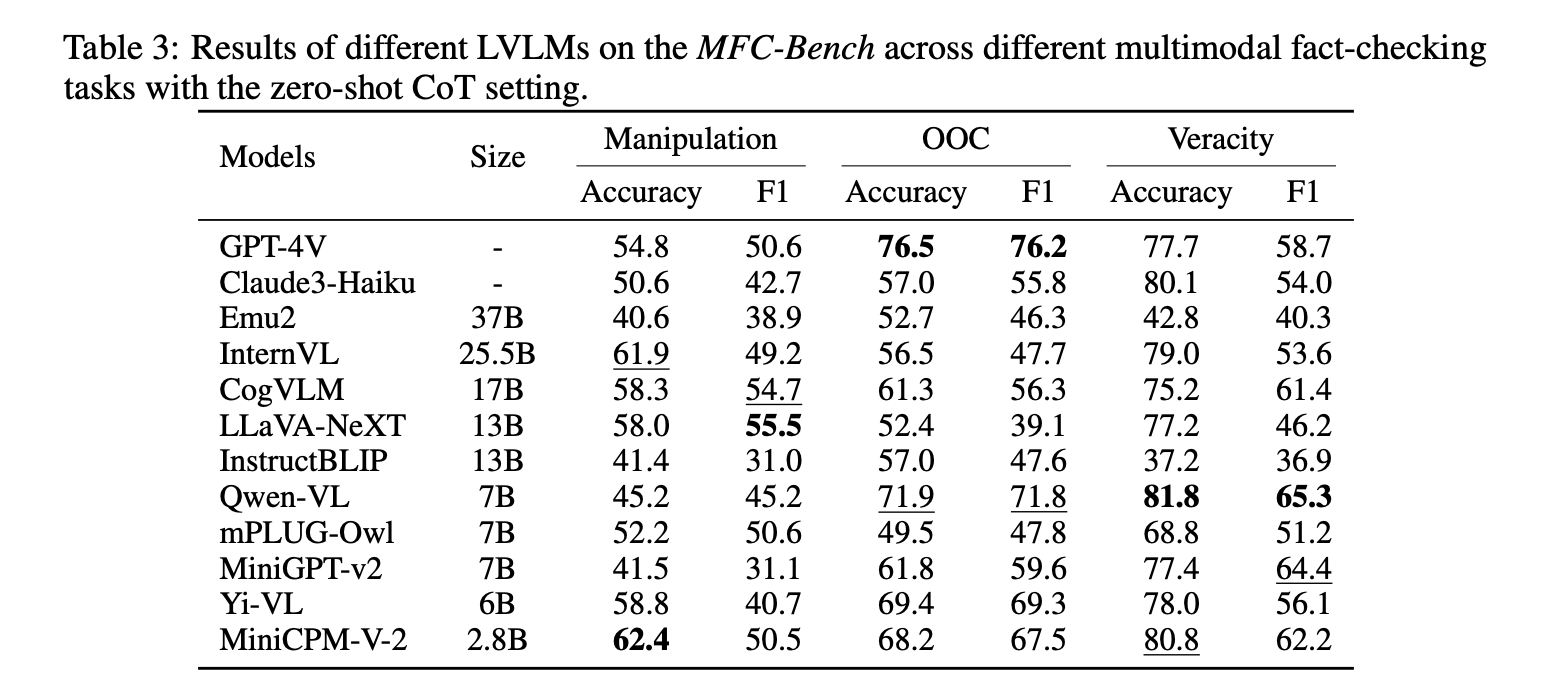 Table 3: Results of different LVLMs on the MFC-Bench across different multimodal fact-checking
tasks with the zero-shot CoT setting.
Models Size Manipulation OOC Veracity
Accuracy F1 Accuracy F1 Accuracy F1
GPT-4V - 54.8 50.6 76.5 76.2 77.7 58.7
Claude3-Haiku - 50.6 42.7 57.0 55.8 80.1 54.0
Emu2 37B 40.6 38.9 52.7 46.3 42.8 40.3
InternVL 25.5B 61.9 49.2 56.5 47.7 79.0 53.6
CogVLM 17B 58.3 54.7 61.3 56.3 75.2 61.4
LLaVA-NeXT 13B 58.0 55.5 52.4 39.1 77.2 46.2
InstructBLIP 13B 41.4 31.0 57.0 47.6 37.2 36.9
Qwen-VL 7B 45.2 45.2 71.9 71.8 81.8 65.3
mPLUG-Owl 7B 52.2 50.6 49.5 47.8 68.8 51.2
MiniGPT-v2 7B 41.5 31.1 61.8 59.6 77.4 64.4
Yi-VL 6B 58.8 40.7 69.4 69.3 78.0 56.1
MiniCPM-V-2 2.8B 62.4 50.5 68.2 67.5 80.8 62.2